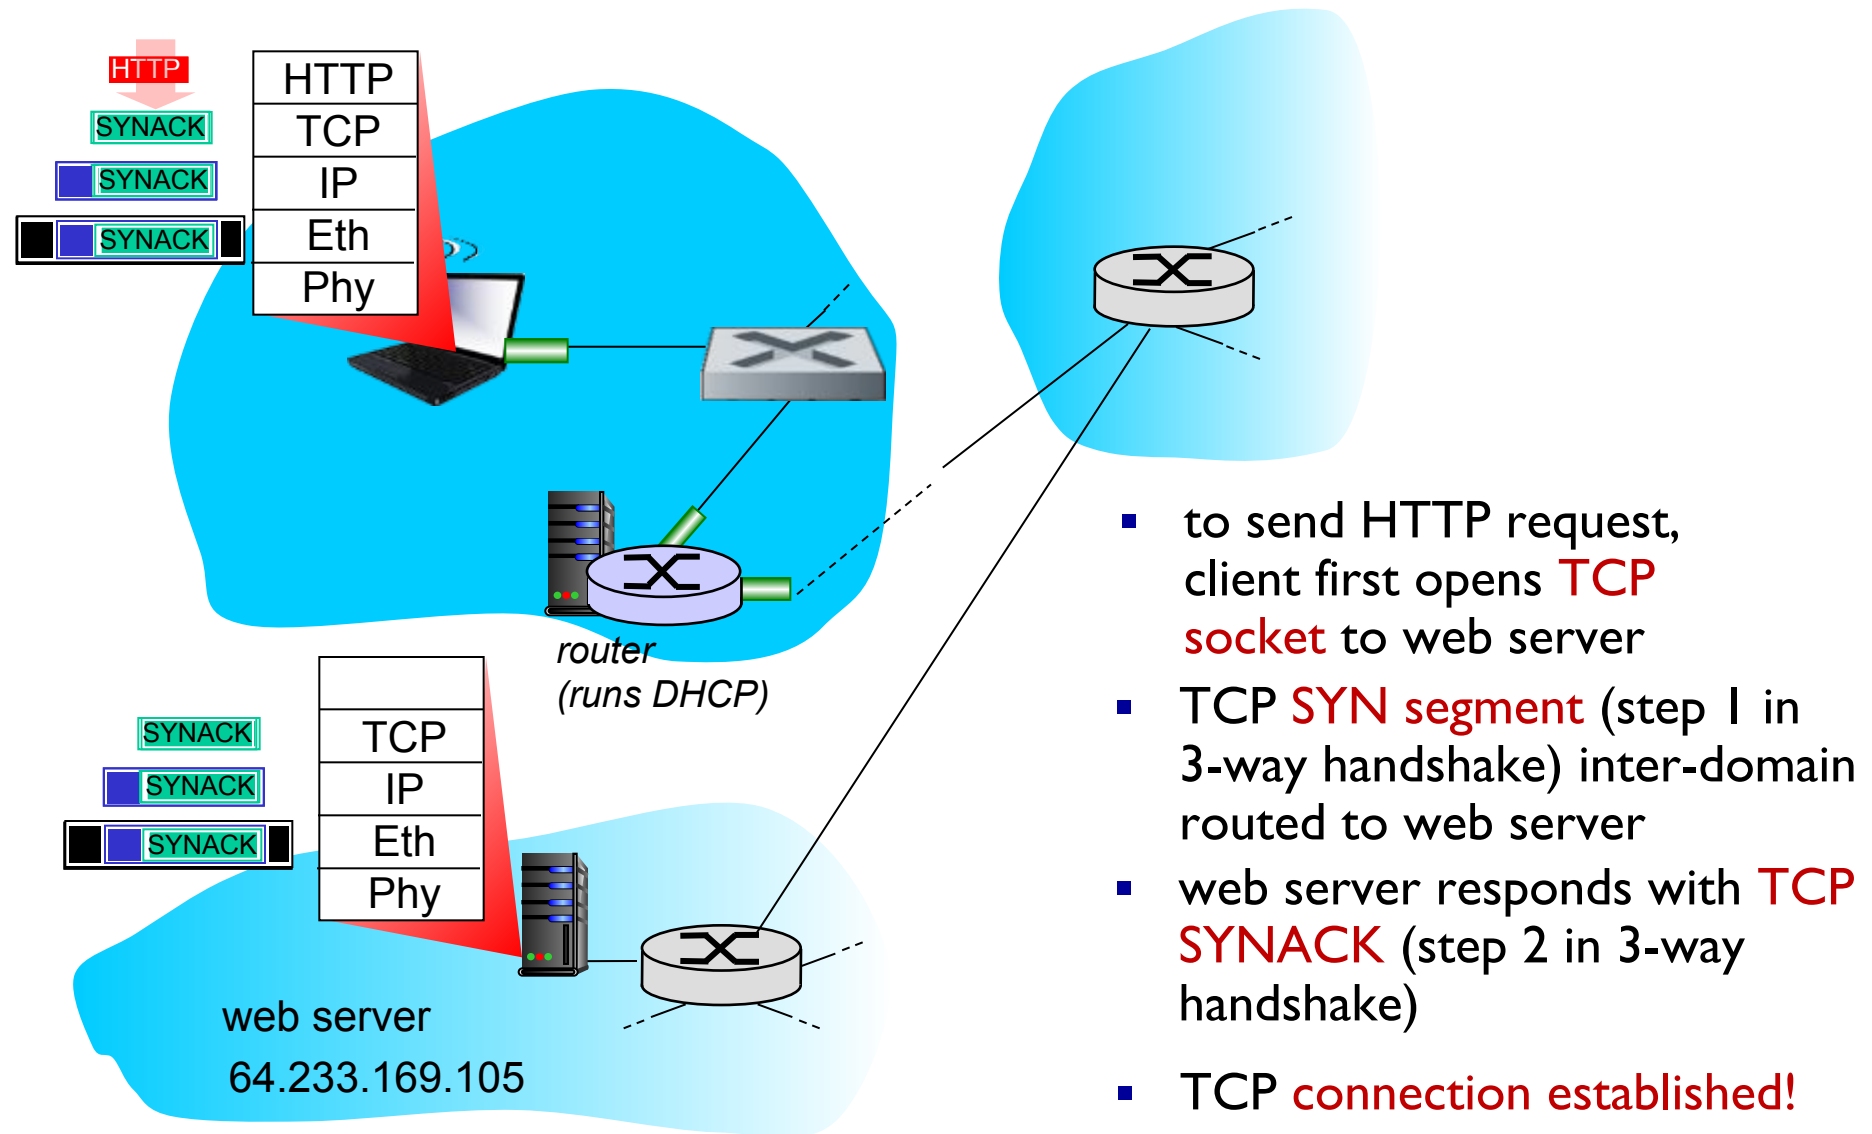 HTTP
SYNACK
SYNACK
SYNACK
HTTP
TCP
IP
Eth
Phy
router
(runs DHCP)
SYNACK
SYNACK
SYNACK
TCP
IP
Eth
Phy
web server
64.233.169.105
▪ to send HTTP request,
client first opens TCP
socket to web server
▪ TCP SYN segment (step 1 in
3-way handshake) inter-domain
routed to web server
▪ web server responds with TCP
SYNACK (step 2 in 3-way
handshake)
▪ TCP connection established!